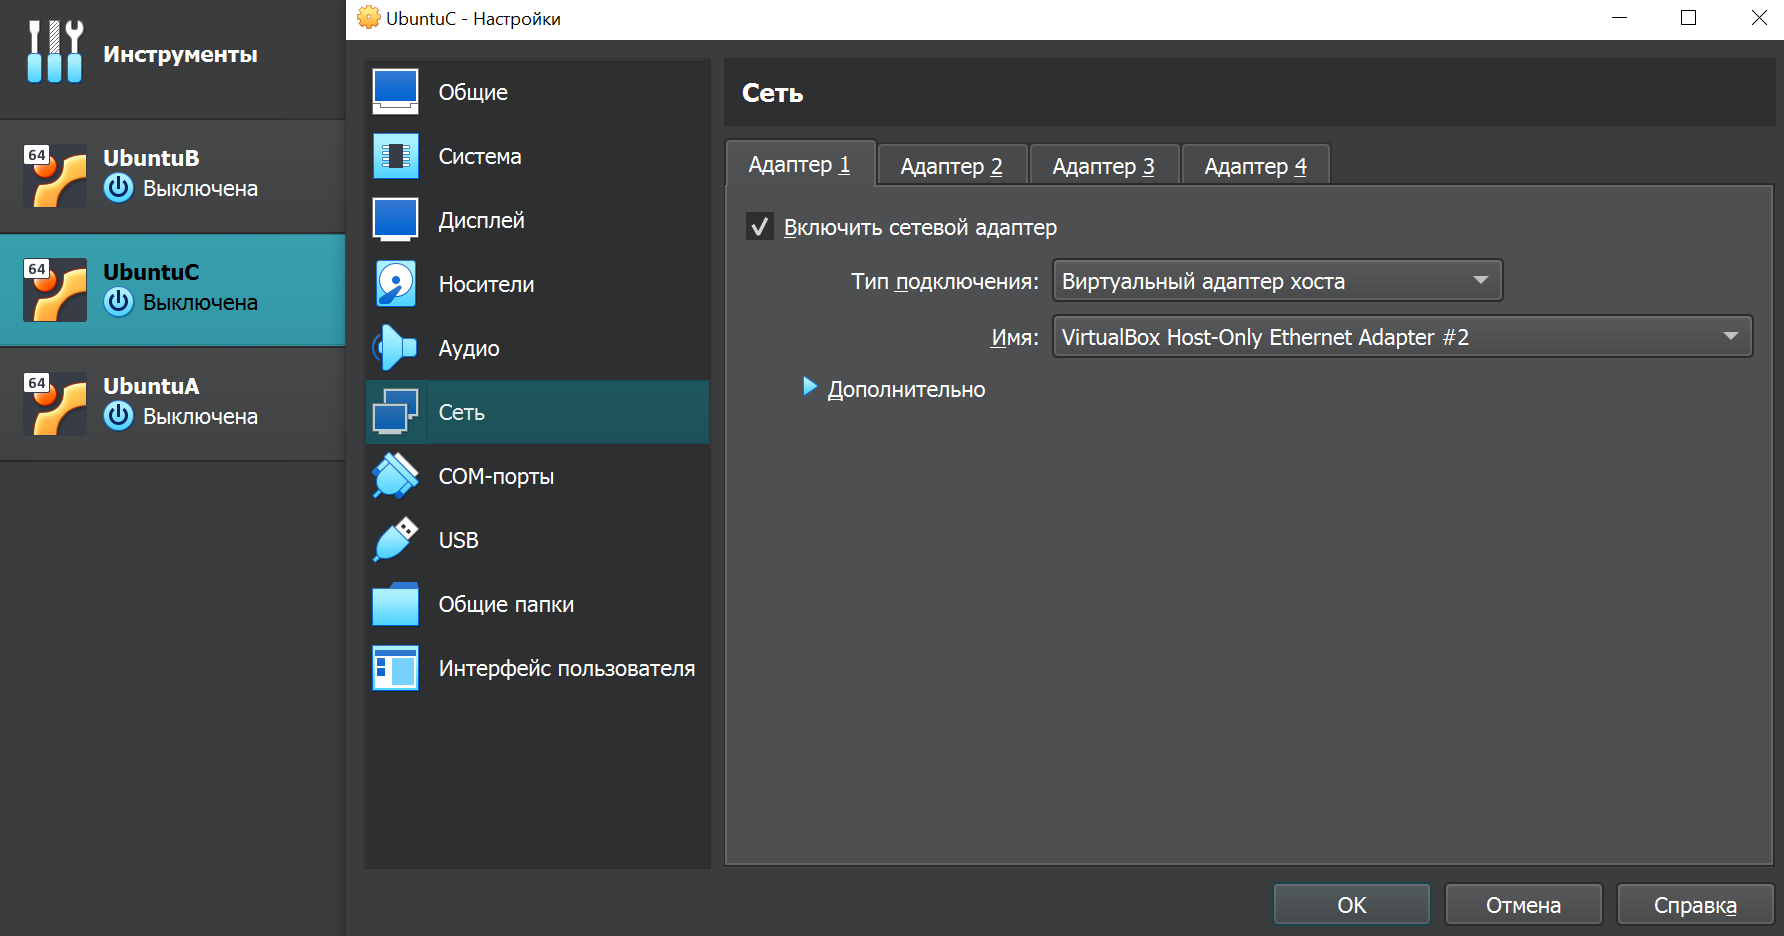 Инструменты
64
UbuntuB
Выключена
64
UbuntuC
Выключена
64
UbuntuA
Выключена
UbuntuC - Настройки
Общие
Система
Дисплей
Носители
Аудио
Сеть
COM-порты
USB
Общие папки
Интерфейс пользователя
Сеть
Адаптер 1
Адаптер 2
Адаптер 3
Адаптер 4
Включить сетевой адаптер
Тип подключения: Виртуальный адаптер хоста
Имя: VirtualBox Host-Only Ethernet Adapter #2
Дополнительно
OK
Отмена
Справка